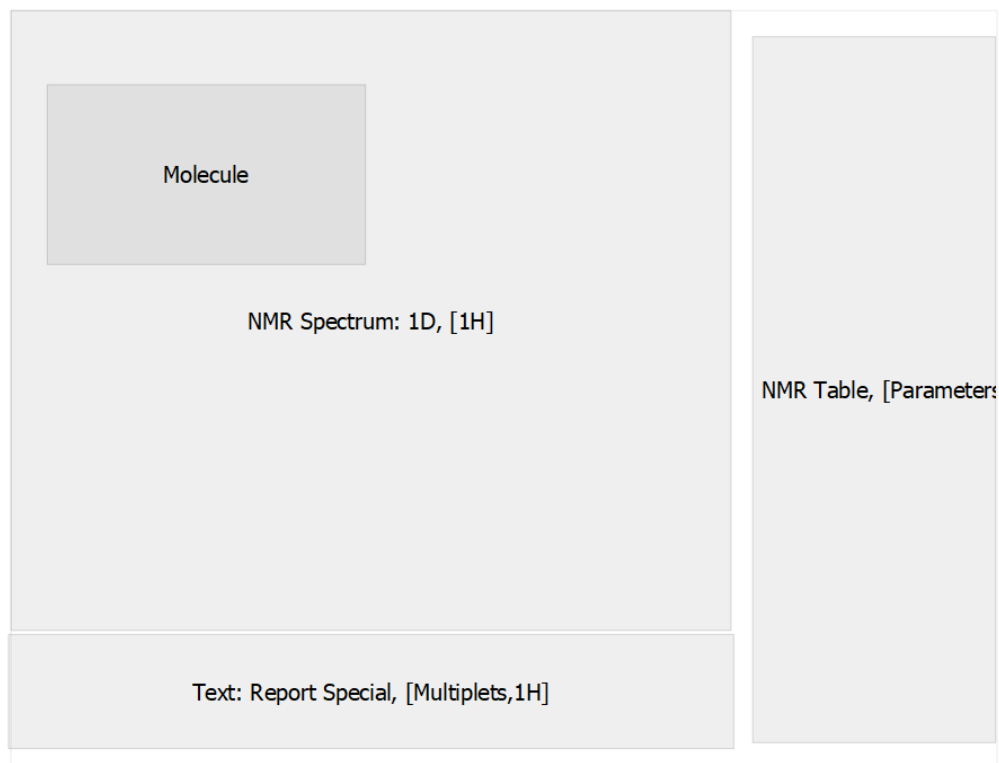 Molecule
NMR Spectrum: 1D, [1H]
NMR Table, [Parameters
Text: Report Special, [Multiplets,1H]